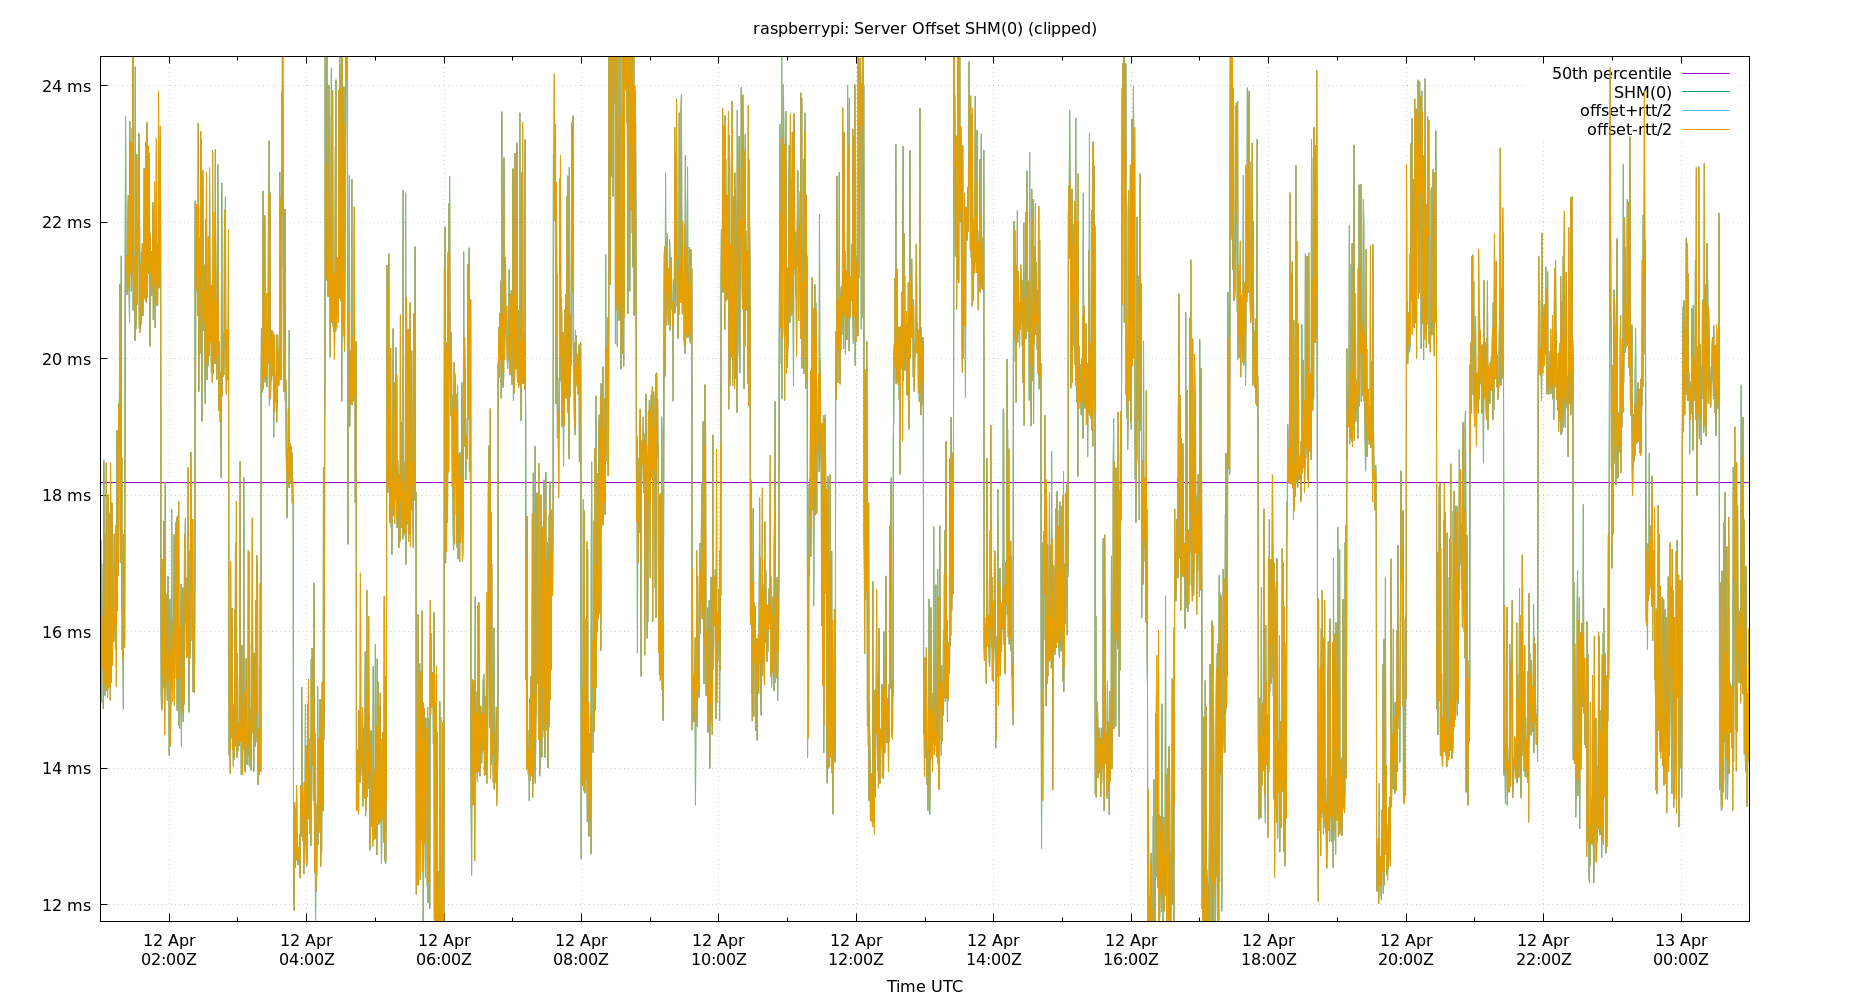 raspberrypi: Server Offset SHM(0) (clipped)
50th percentile
SHM(0)
offset+rtt/2
offset-rtt/2
24 ms
22 ms
20 ms
18 ms
16 ms
14 ms
12 ms
12 Apr 12 Apr 12 Apr 12 Apr 12 Apr 12 Apr 12 Apr 12 Apr 12 Apr 12 Apr 12 Apr 13 Apr
02:00Z 04:00Z 06:00Z 08:00Z 10:00Z 12:00Z 14:00Z 16:00Z 18:00Z 20:00Z 22:00Z 00:00Z
Time UTC